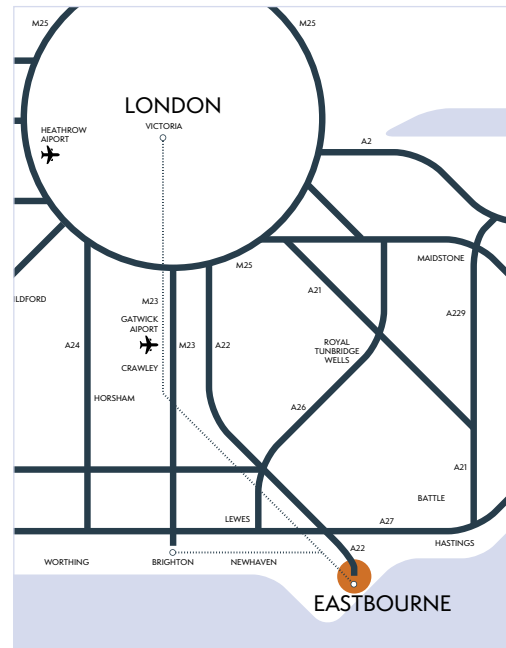 M25
M25
LONDON
VICTORIA
HEATHROW
AIPORT
A2
M25
MAIDSTONE
ILDFORD
M23
A21
A229
GATWICK
AIPORT
A24
M23
A22
ROYAL
TUNBRIDGE
WELLS
CRAWLEY
HORSHAM
A26
A21
BATTLE
LEWES
A27
HASTINGS
A22
WORTHING
BRIGHTON
NEWHAVEN
EASTBOURNE